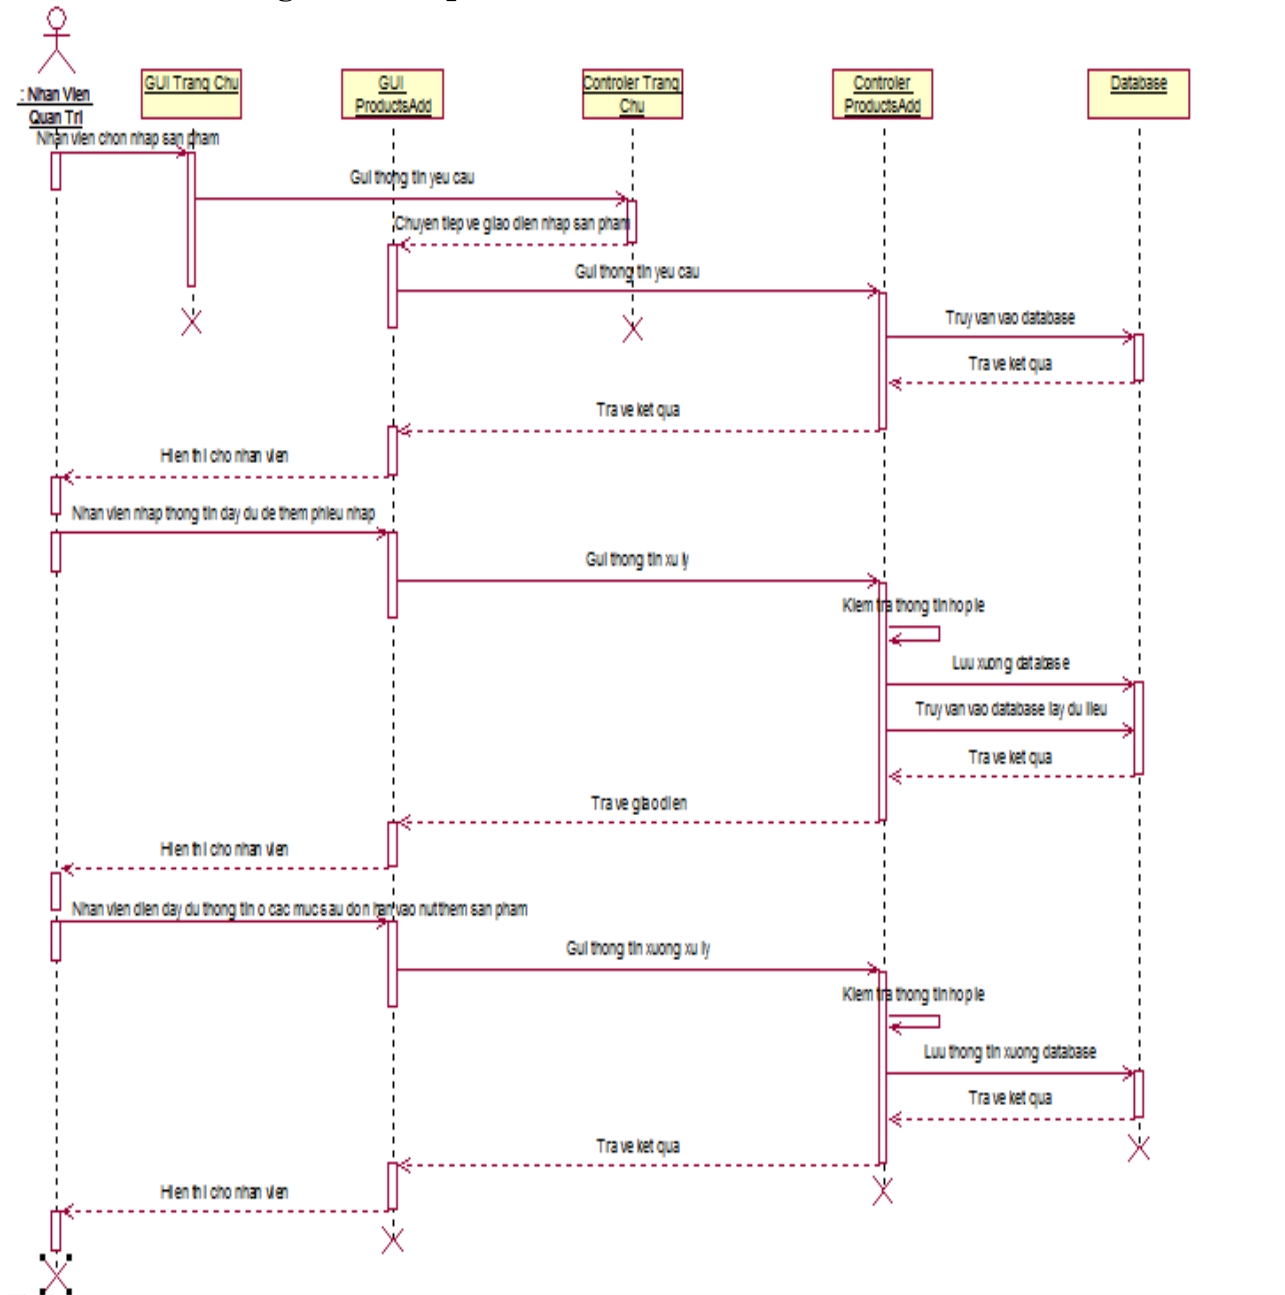 : Nhan Vien
Quan Tri
GUI Trang Chu
GUI
ProductsAdd
Controler Trang
Chu
Controler
ProductsAdd
Database
Nhan vien chon nhap san pham
Gui thong tin yeu cau
Chuyen tiep ve giao dien nhap san pham
Gui thong tin yeu cau
Truy van vao database
Tra ve ket qua
Tra ve ket qua
Hien thi cho nhan vien
Nhan vien nhap thong tin day du de them phieu nhap
Gui thong tin xu ly
Kiem tra thong tin hop le
Luu xuong database
Truy van vao database lay du lieu
Tra ve ket qua
Tra ve giao dien
Hien thi cho nhan vien
Nhan vien dien day du thong tin o cac muc sau do n han vao nut them san pham
Gui thong tin xuong xu ly
Kiem tra thong tin hop le
Luu thong tin xuong database
Tra ve ket qua
Tra ve ket qua
Hien thi cho nhan vien